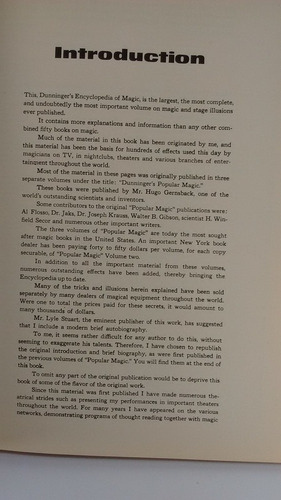 Introduction
This, Dunninger's Encyclopedia of Magic, is the largest, the most complete,
and undoubtedly the most important volume on magic and stage illusions
ever published.
It contains more explanations and information than any other com-
bined fifty books on magic.
Much of the material in this book has been originated by me, and
this material has been the basis for hundreds of effects used this day by
magicians on TV, in nightclubs, theaters and various branches of enter-
tainment throughout the world.
Most of the material in these pages was originally published in three
separate volumes under the title: "Dunninger's Popular Magic."
These books were published by Mr. Hugo Gernsback, one of the
world's outstanding scientists and inventors.
Some contributors to the original "Popular Magic" publications were:
Al Flosso, Dr. Jaks, Dr. Joseph Krauss, Walter B. Gibson, scientist H. Win-
field Secor and numerous other important writers.
The three volumes of "Popular Magic" are today the most sought
after magic books in the United States. An important New York book
dealer has been paying forty to fifty dollars per volume, for each copy
securable, of "Popular Magic" Volume two.
In addition to all the important material from these volumes,
numerous outstanding effects have been added, thereby bringing the
Encyclopedia up to date.
Many of the tricks and illusions herein explained have been sold
separately by many dealers of magical equipment throughout the world.
Were one to total the prices paid for these secrets, it would amount to
many thousands of dollars.
Mr. Lyle Stuart, the eminent publisher of this work, has suggested
that I include a modern brief autobiography.
To me, it seems rather difficult for any author to do this, without
seeming to exaggerate his talents. Therefore, I have chosen to republish
the original introduction and brief biography, as were first published in
the previous volumes of "Popular Magic." You will find them at the end of
this book.
To omit any part of the original publication would be to deprive this
book of some of the flavor of the original work.
Since this material was first published I have made numerous the-
atrical strides such as presenting my performances in important theaters
throughout the world. For many years I have appeared on the various
networks, demonstrating programs of thought reading together with magic